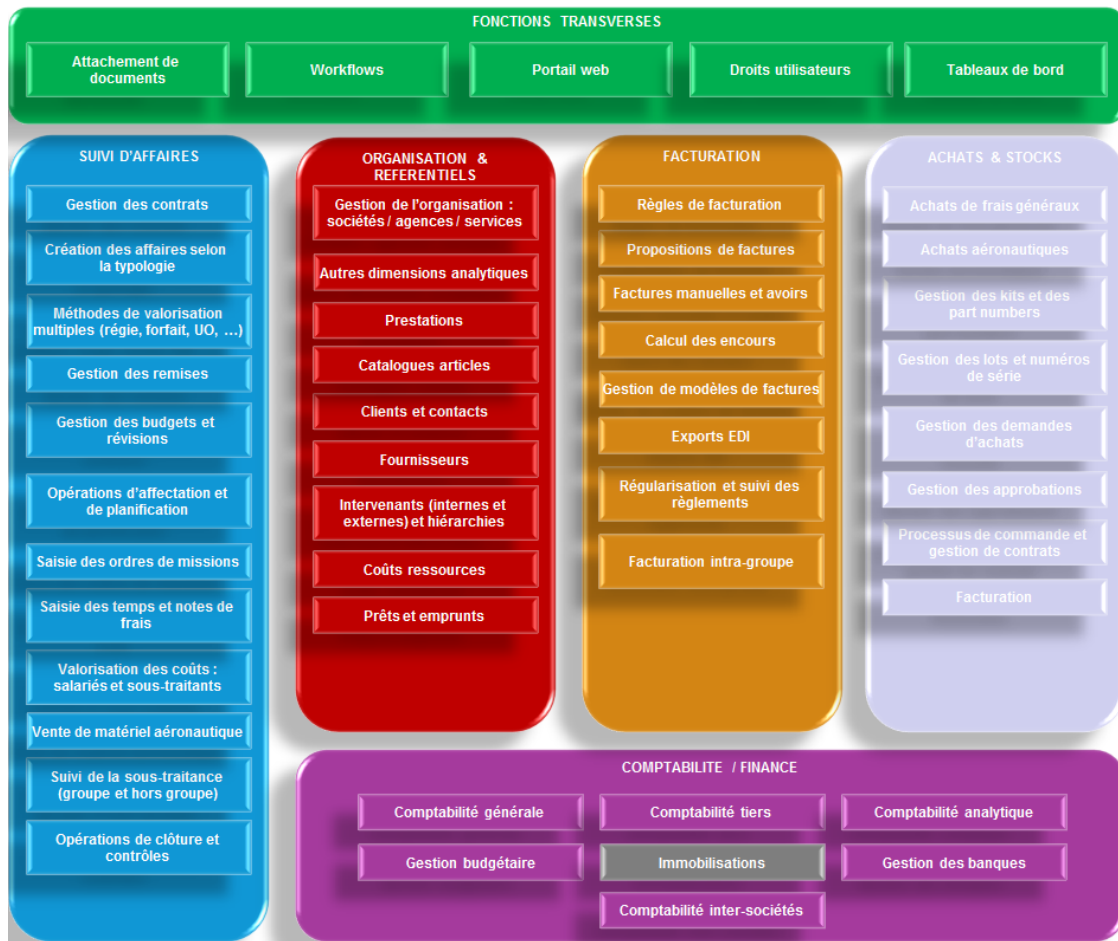 FONCTIONS TRANSVERSES
Attachement de
documents
Workflows
Portail web
Droits utilisateurs
Tableaux de bord
SUIVI D'AFFAIRES
Gestion des contrats
Création des affaires selon
la typologie
Méthodes de valorisation
multiples (régie, forfait, UO, ...)
Gestion des remises
Gestion des budgets et
révisions
Opérations d'affectation et
de planification
Saisie des ordres de missions
Saisie des temps et notes de
frais
Valorisation des coûts :
salariés et sous-traitants
Vente de matériel aéronautique
Suivi de la sous-traitance
(groupe et hors groupe)
Opérations de clôture et
contrôles
ORGANISATION &
REFERENTIELS
Gestion de l'organisation :
sociétés / agences / services
Autres dimensions analytiques
Prestations
Catalogues articles
Clients et contacts
Fournisseurs
Intervenants (internes et
externes) et hiérarchies
Coûts ressources
Prêts et emprunts
FACTURATION
Règles de facturation
Propositions de factures
Factures manuelles et avoirs
Calcul des encours
Gestion de modèles de factures
Exports EDI
Régularisation et suivi des
règlements
Facturation intra-groupe
ACHATS & STOCKS
Achats de frais généraux
Achats aéronautiques
Gestion des kits et des
part numbers
Gestion des lots et numéros
de série
Gestion des demandes
d'achats
Gestion des approbations
Processus de commande et
gestion de contrats
Facturation
COMPTABILITE / FINANCE
Comptabilité générale
Comptabilité tiers
Comptabilité analytique
Gestion budgétaire
Immobilisations
Gestion des banques
Comptabilité inter-sociétés